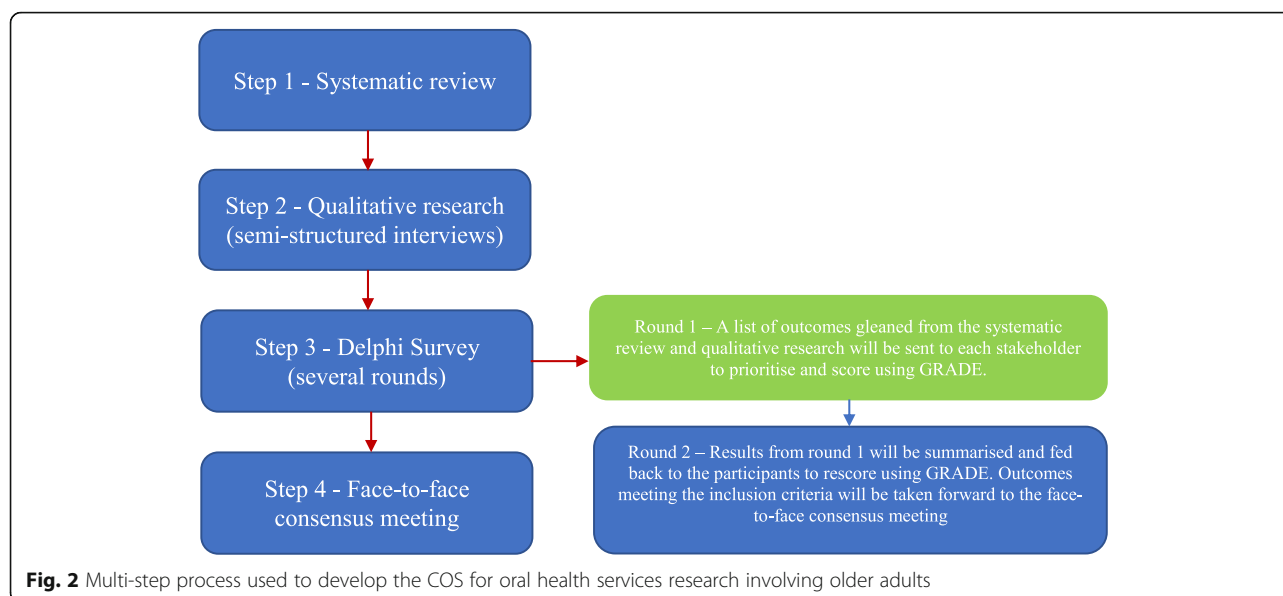 Step 1 - Systematic review
Step 2 - Qualitative research
(semi-structured interviews)
Step 3 - Delphi Survey
(several rounds)
Round 1 – A list of outcomes gleaned from the systematic
review and qualitative research will be sent to each stakeholder
to prioritise and score using GRADE.
Round 2 – Results from round 1 will be summarised and fed
back to the participants to rescore using GRADE. Outcomes
meeting the inclusion criteria will be taken forward to the face-
to-face consensus meeting
Step 4 - Face-to-face
consensus meeting
Fig. 2 Multi-step process used to develop the COS for oral health services research involving older adults